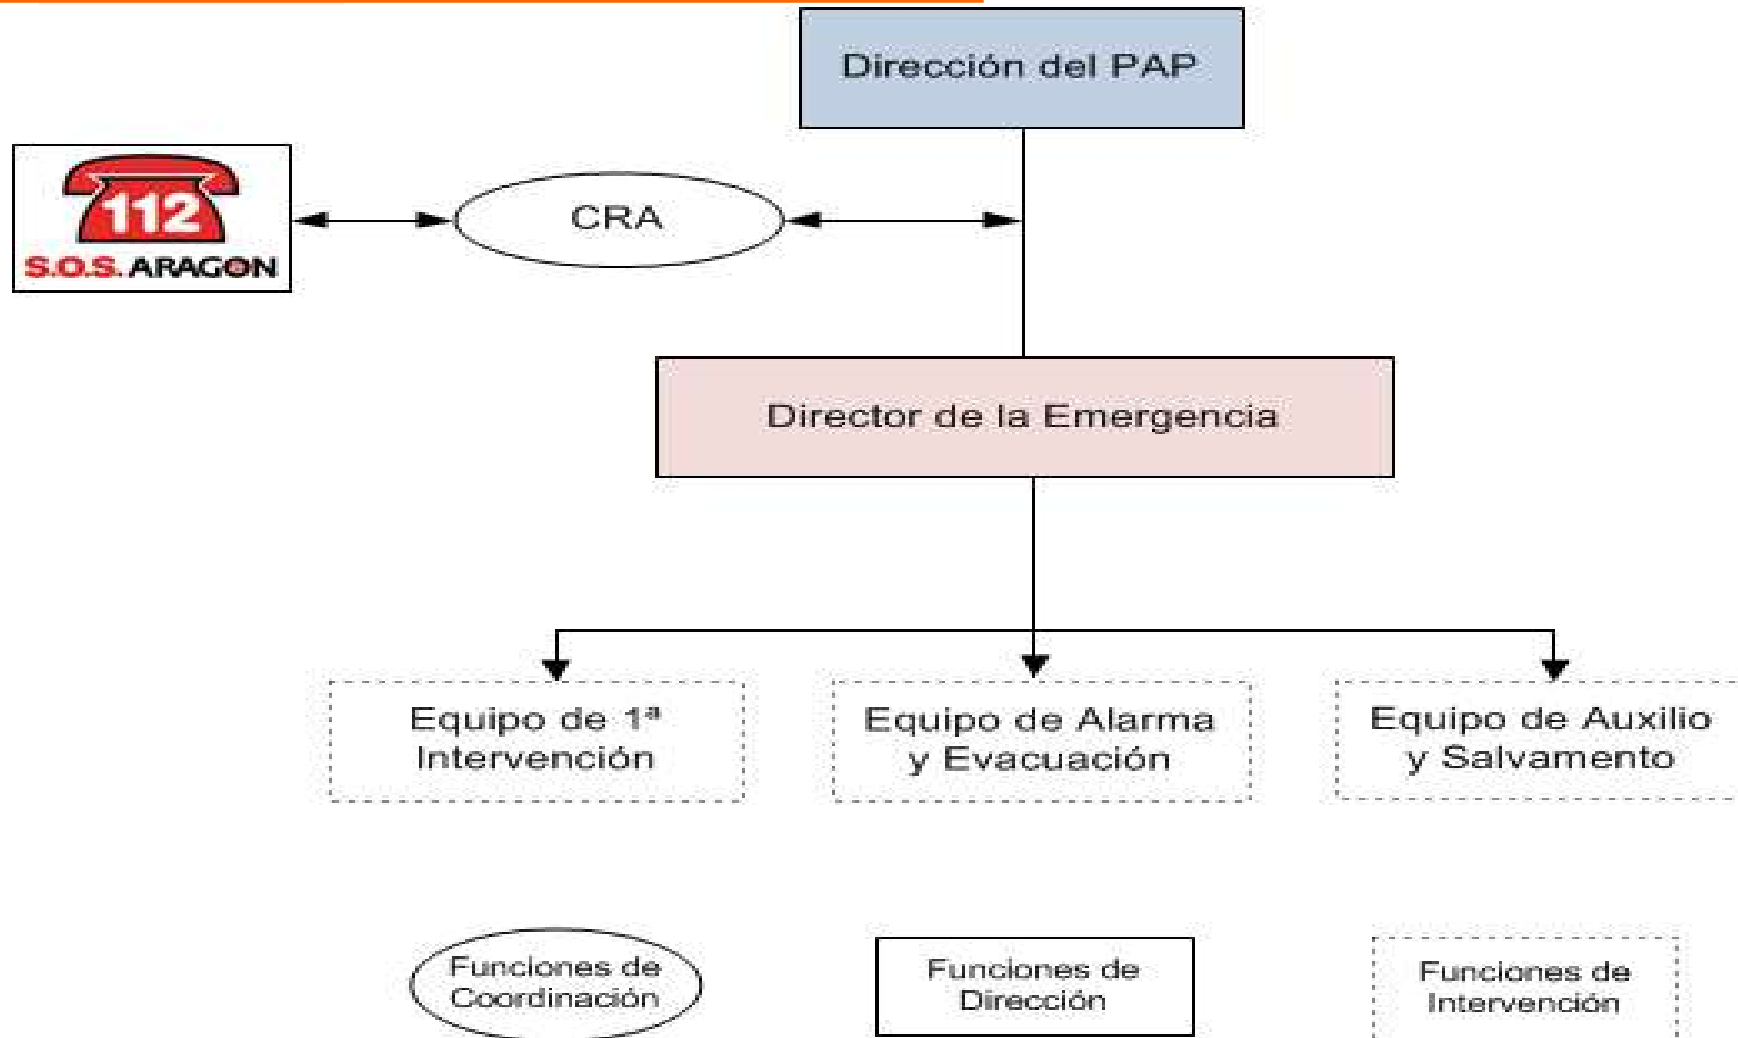 Dirección del PAP
112
S.O.S. ARAGON
CRA
Director de la Emergencia
Equipo de 1ª
Intervención
Equipo de Alarma
y Evacuación
Equipo de Auxilio
y Salvamento
Funciones de
Coordinación
Funciones de
Dirección
Funciones de
Intervención